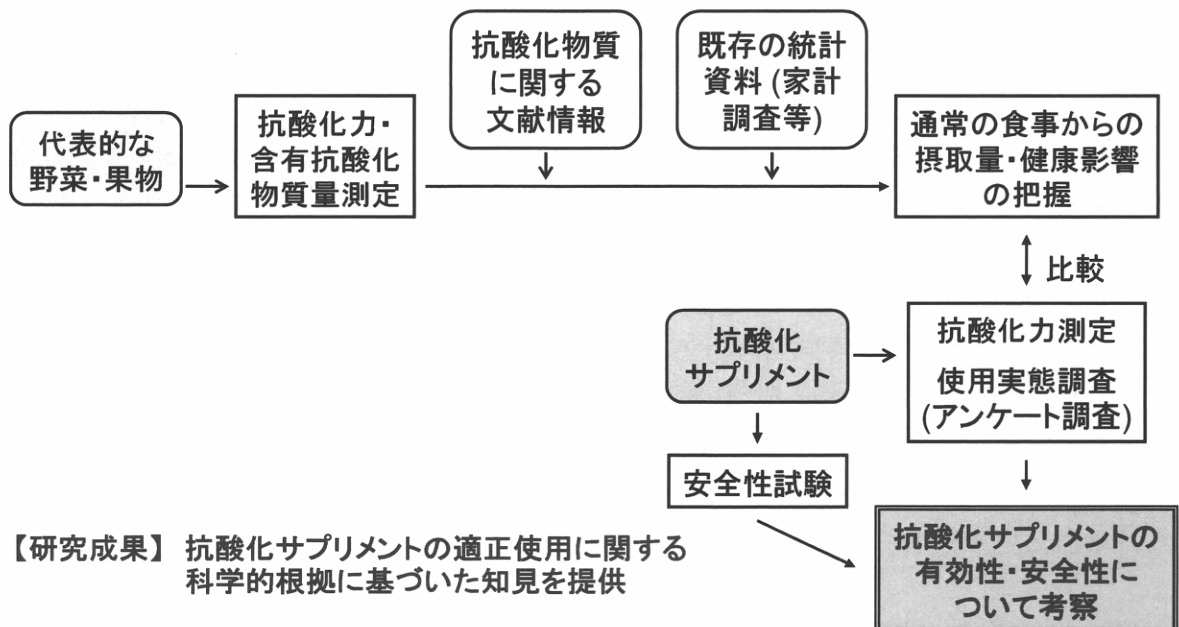 抗酸化物質
に関する
文献情報
既存の統計
資料 (家計
調査等)
代表的な
野菜・果物
抗酸化力・
含有抗酸化
物質量測定
通常の食事からの
摂取量・健康影響
の把握
比較
抗酸化
サプリメント
抗酸化力測定
使用実態調査
(アンケート調査)
安全性試験
【研究成果】 抗酸化サプリメントの適正使用に関する
科学的根拠に基づいた知見を提供
抗酸化サプリメントの
有効性・安全性に
ついて考察